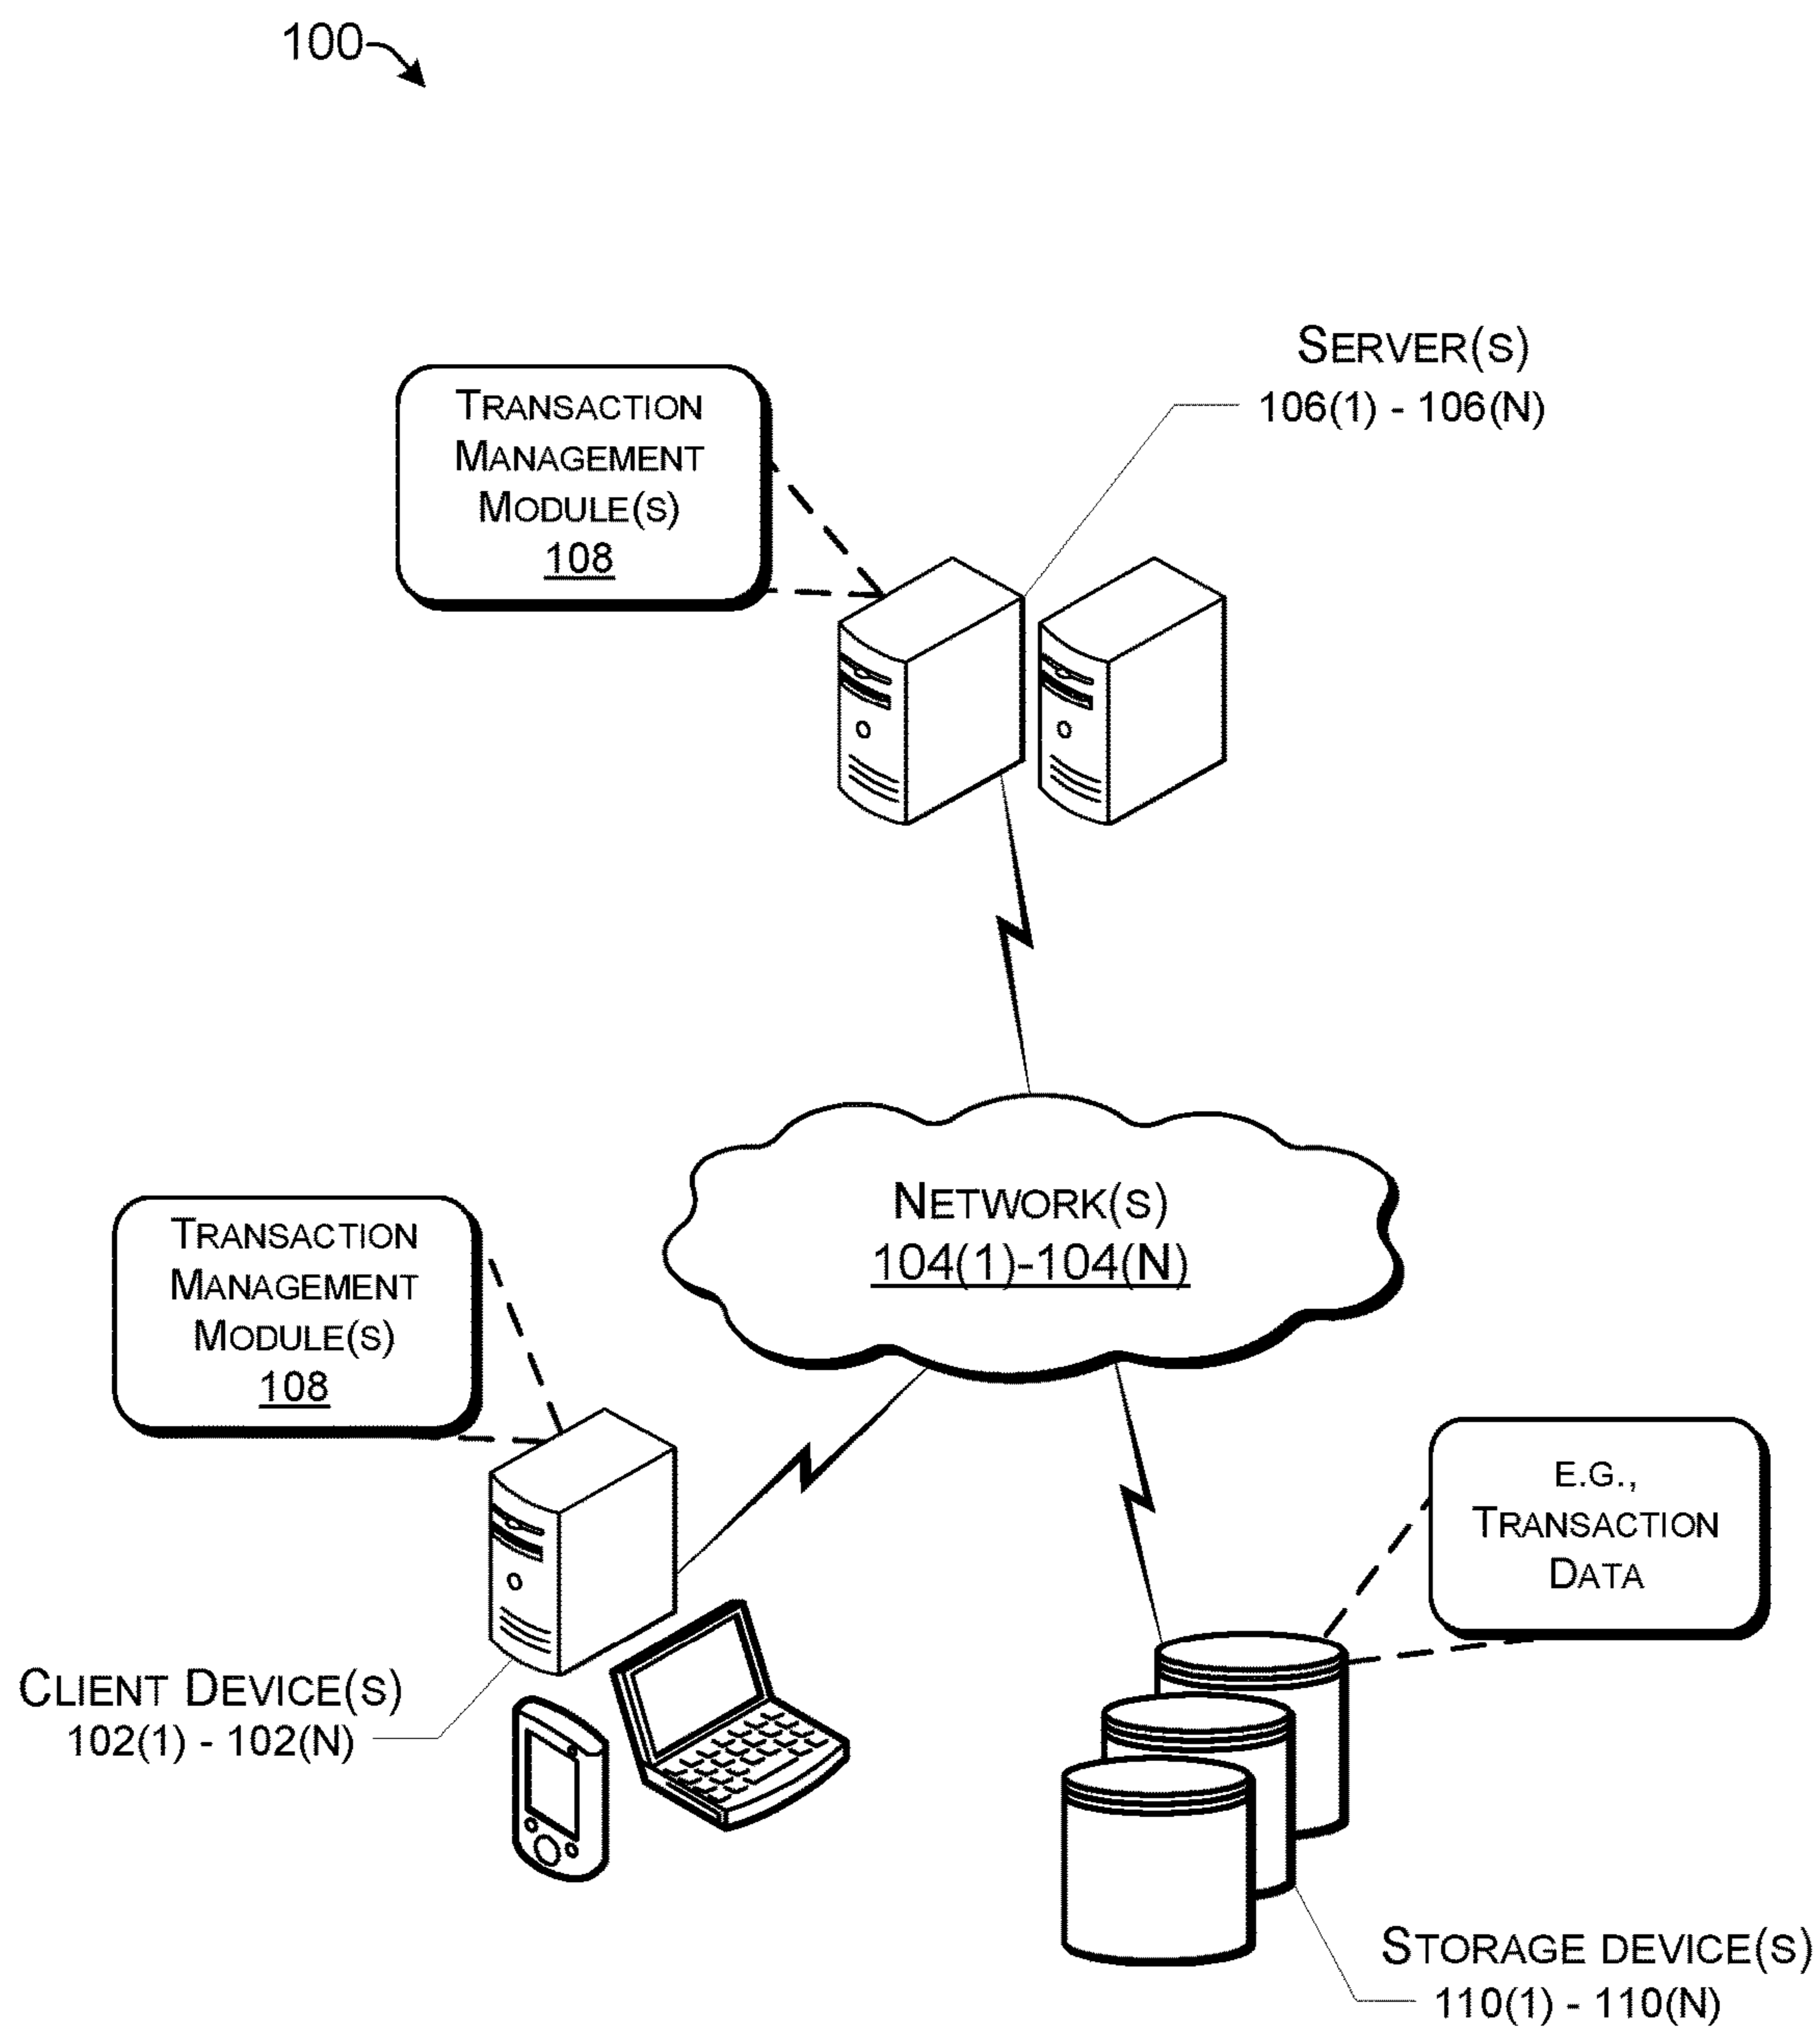 100
SERVER(S)
106(1) - 106(N)
TRANSACTION
MANAGEMENT
MODULE(S)
108
NETWORK(S)
104(1)-104(N)
TRANSACTION
MANAGEMENT
MODULE(S)
108
E.G.,
TRANSACTION
DATA
CLIENT DEVICE(S)
102(1) - 102(N)
STORAGE DEVICE(S)
110(1) - 110(N)